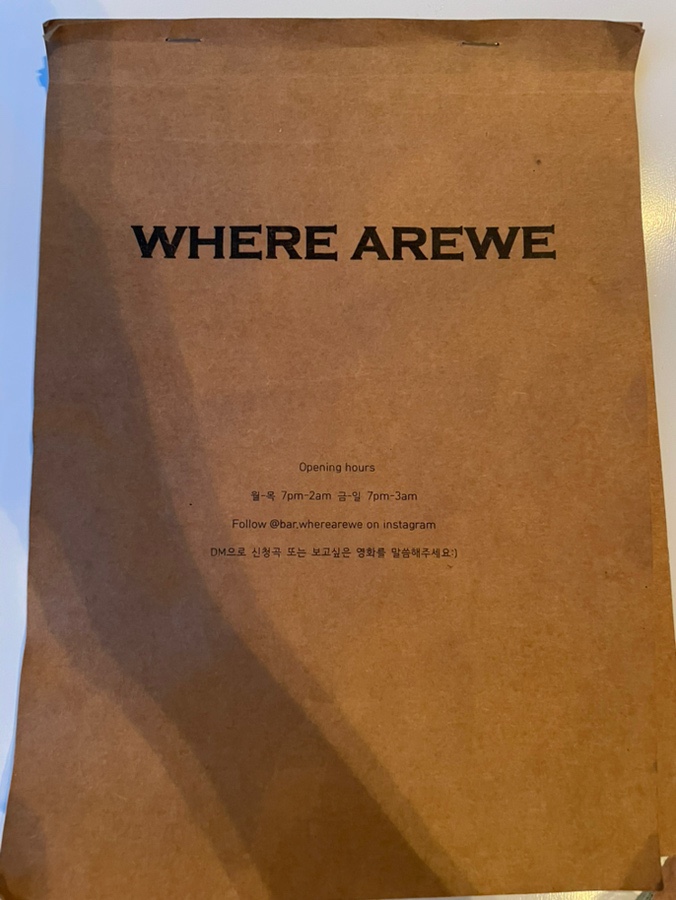 WHERE AREWE
Opening hours
월-목 7pm-2am 금-일 7pm-3am
Follow @bar.wherearewe on instagram
DM으로 신청곡 또는 보고싶은 영화를 말씀해주세요:)